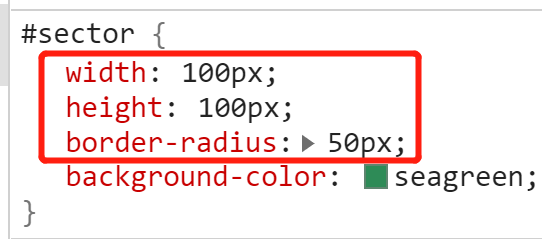 #sector {
width: 100px;
height: 100px;
border-radius: 50px;
background-color: seagreen;
}